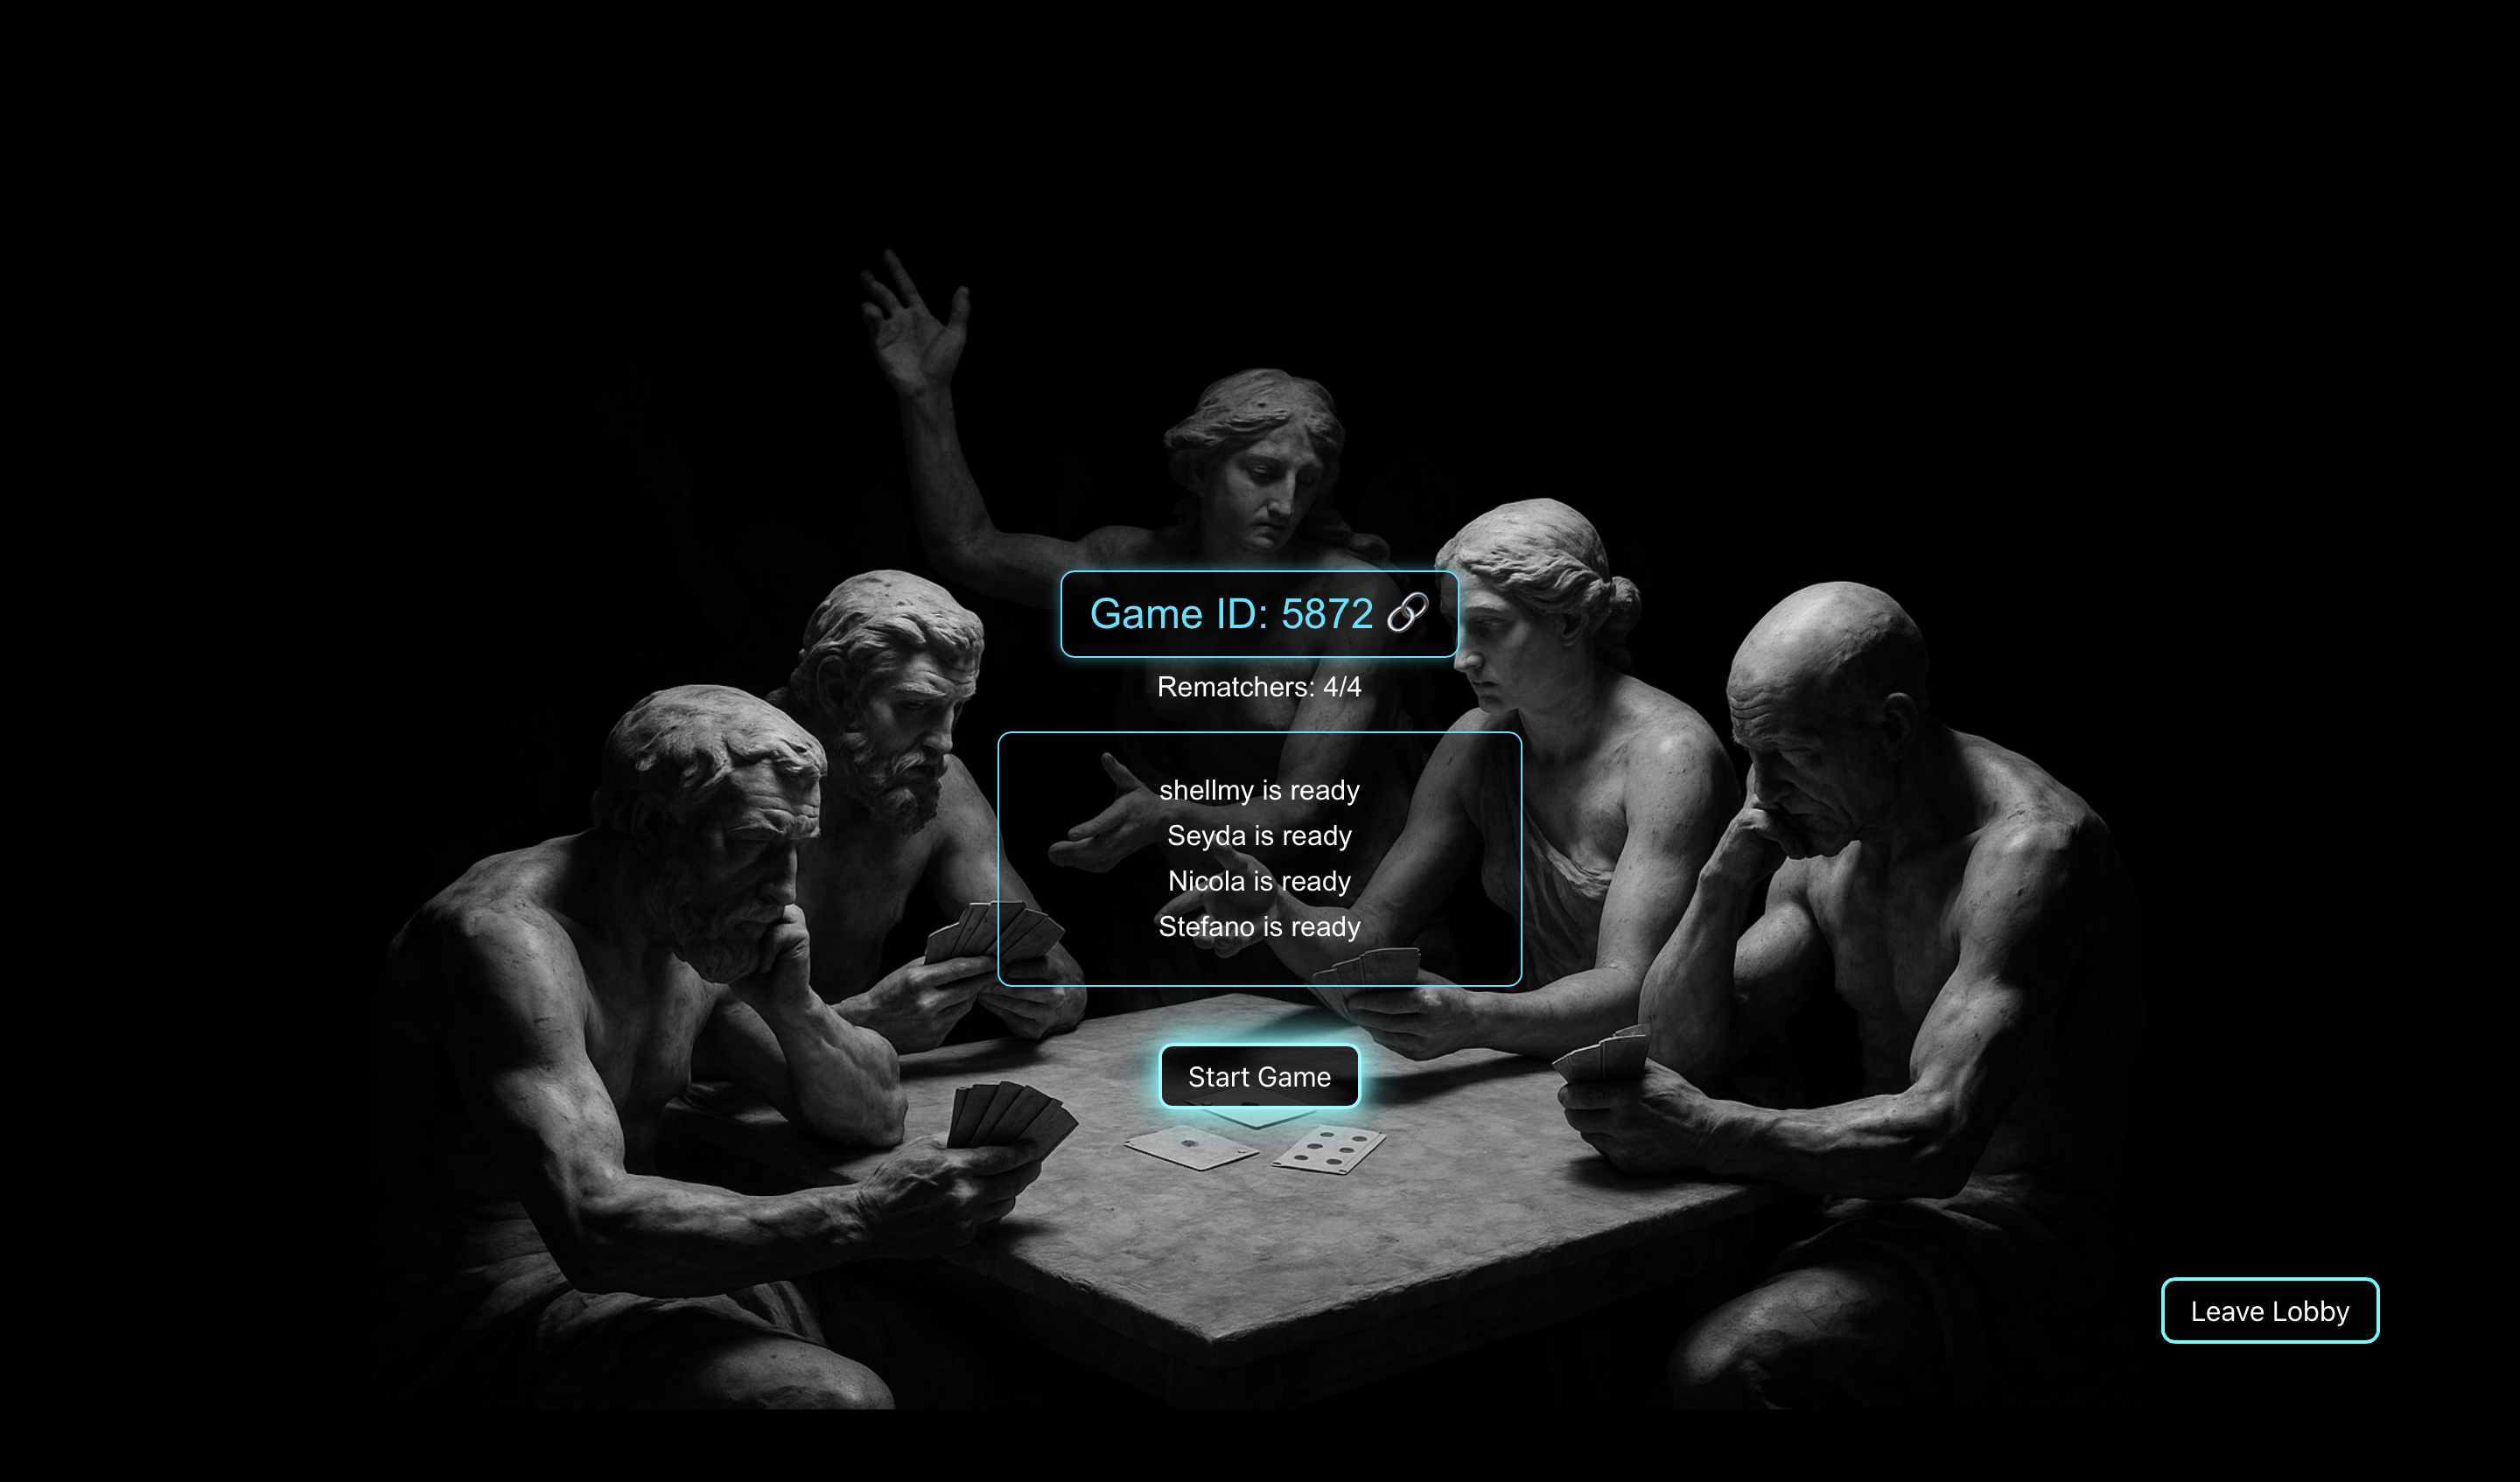 Game ID: 5872 🔗
Rematchers: 4/4
shellmy is ready
Seyda is ready
Nicola is ready
Stefano is ready
Start Game
Leave Lobby